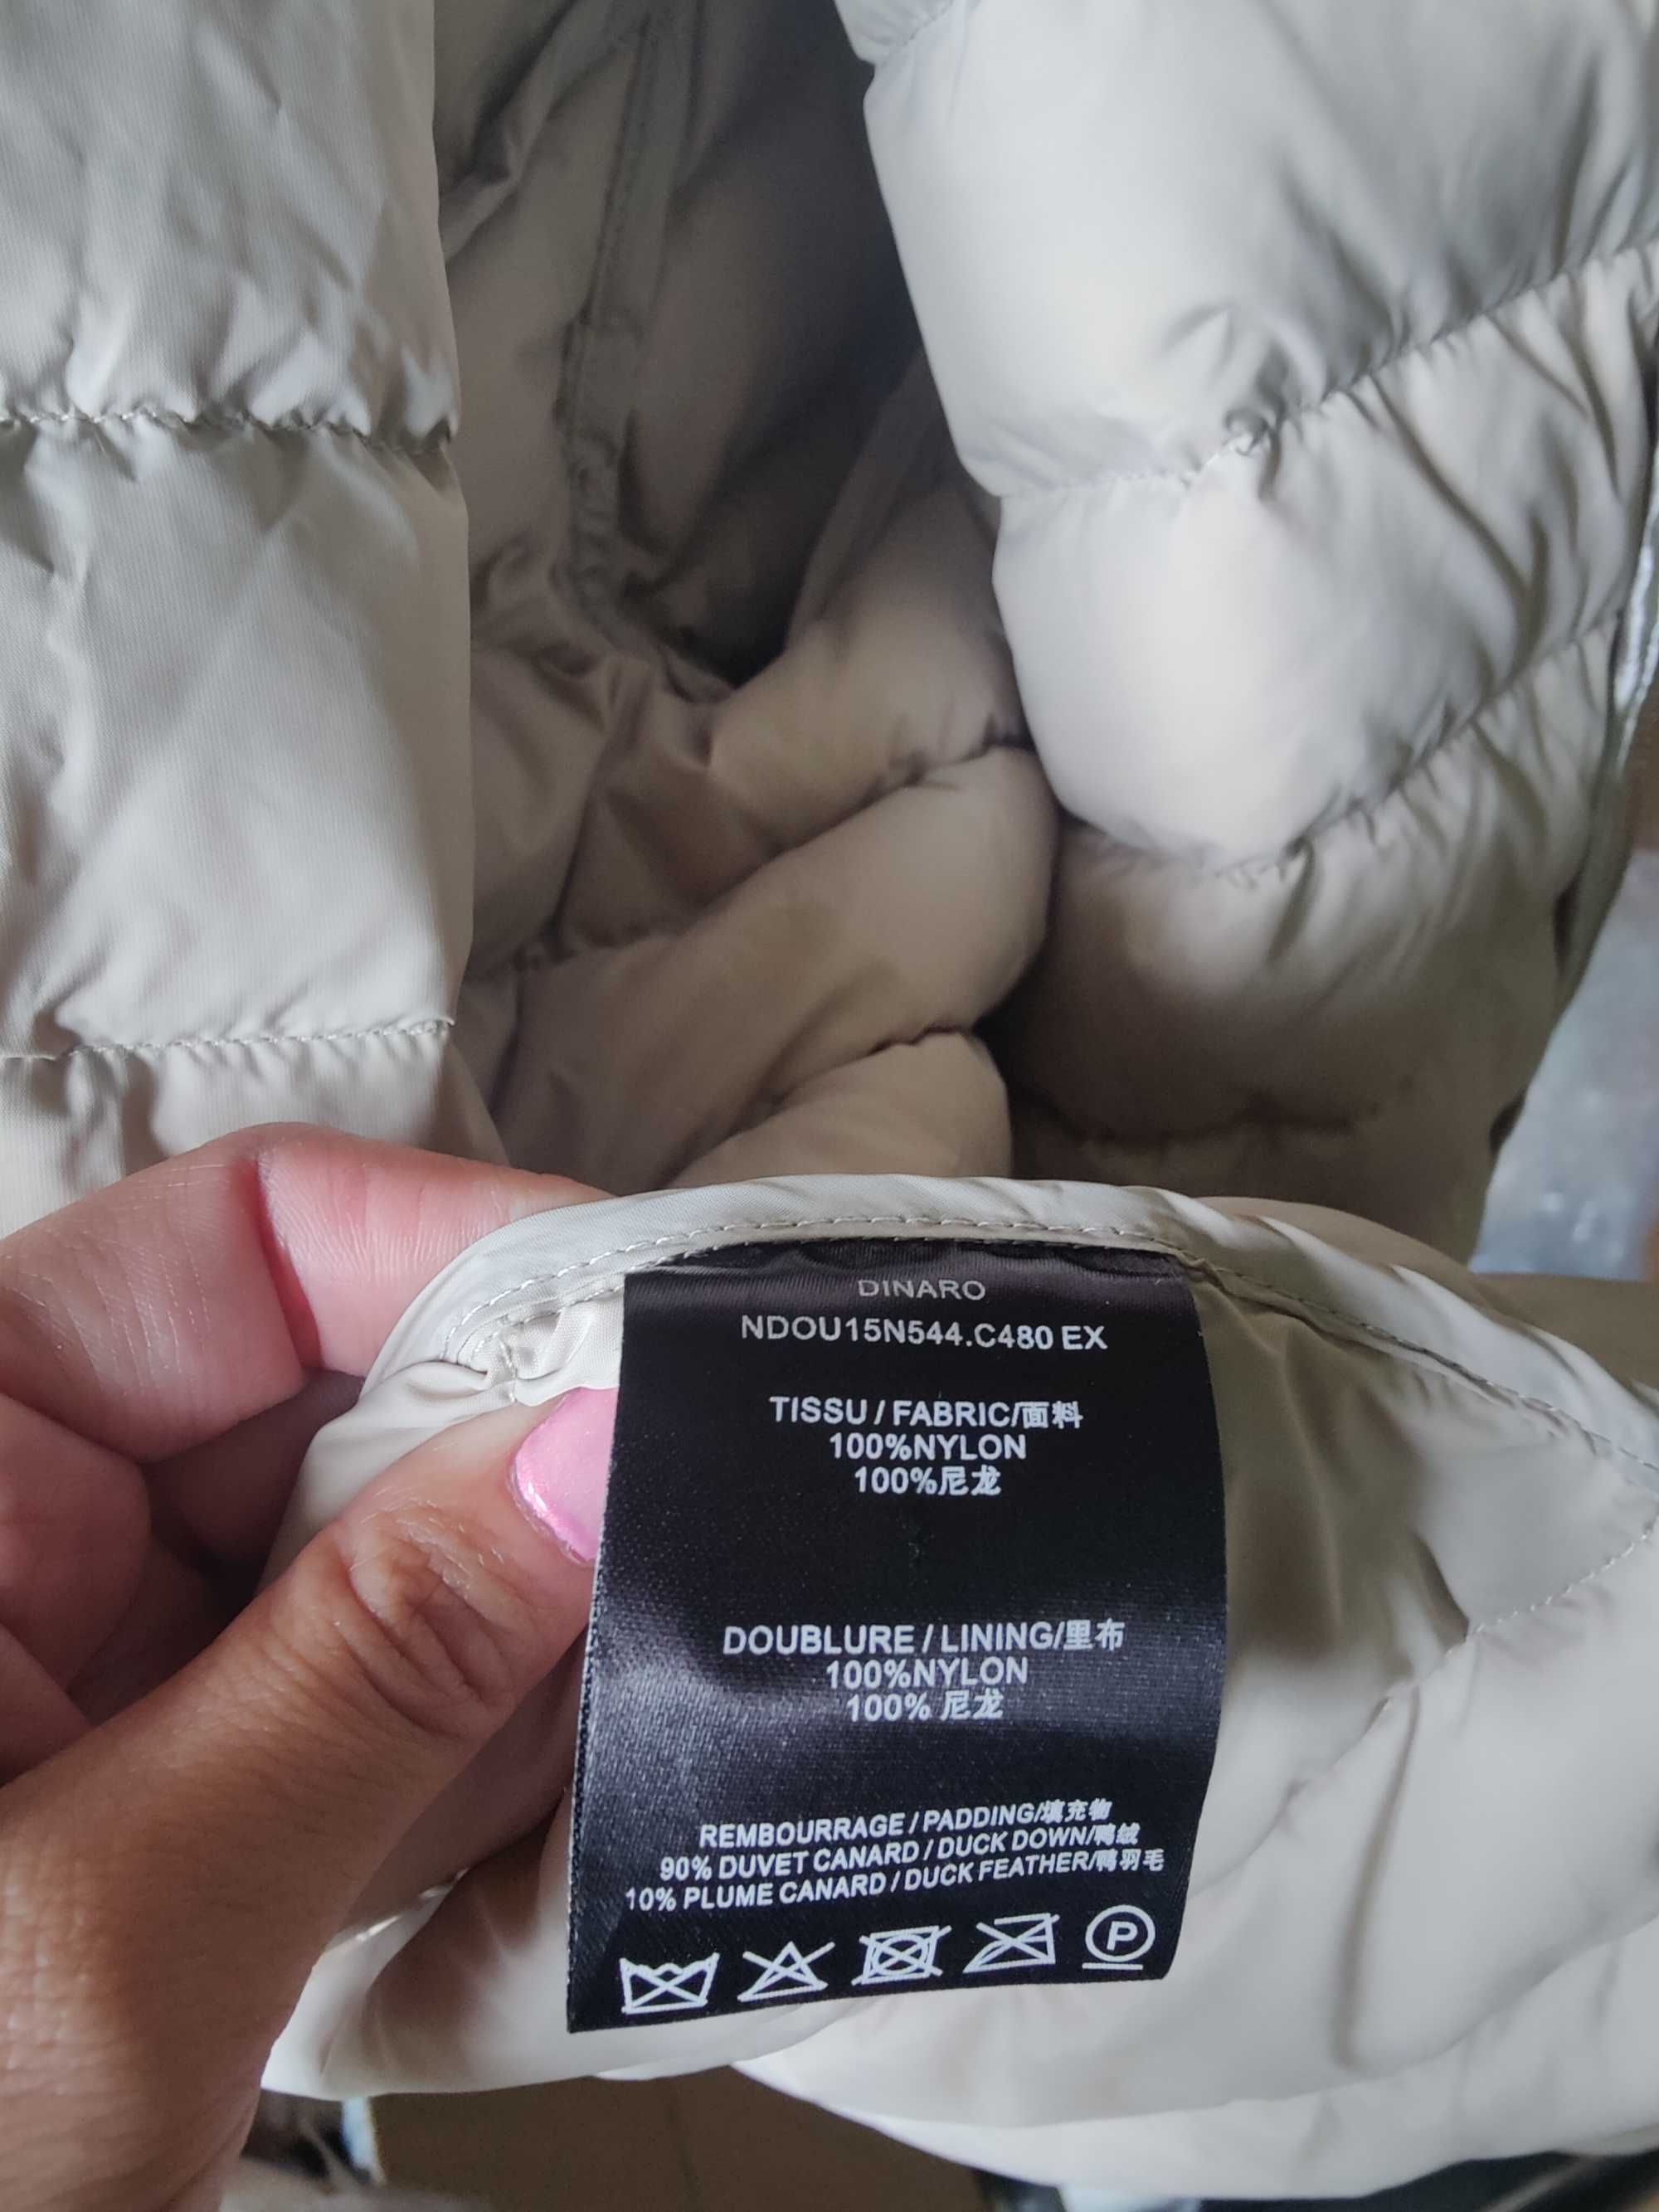 DINARO
NDOU15N544.C480 EX
TISSU / FABRIC/面料
100%NYLON
100%尼龙
DOUBLURE / LINING/里布
100%NYLON
100% 尼龙
REMBOURRAGE / PADDING/填充物
90% DUVET CANARD / DUCK DOWN/鸭绒
10% PLUME CANARD / DUCK FEATHER/鸭羽毛
P